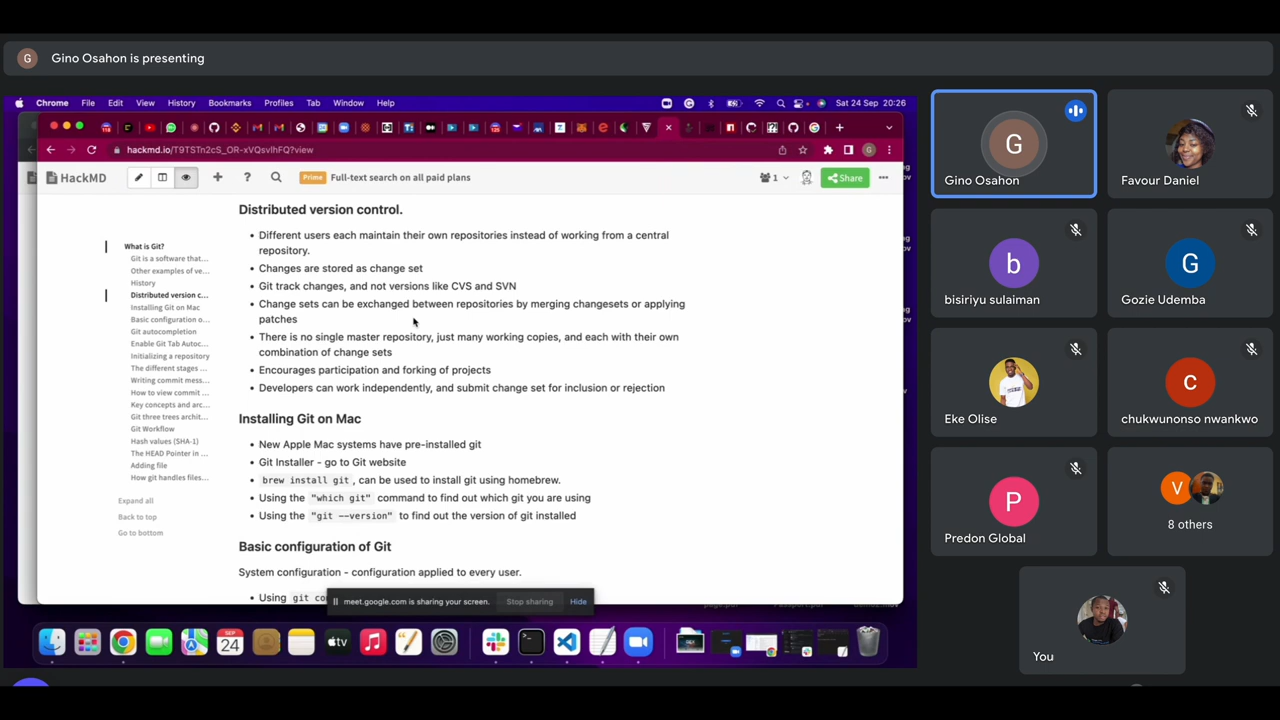 Gino Osahon is presenting
Chrome File Edit View History Bookmarks Profiles Tab Window Help
Sat 24 Sep 20:26
hackmd.io/T9TSTn2cS_OR-xVQsvlhFQ?view
HackMD
Prime Full-text search on all paid plans
1
Share
What is Git?
Git is a software that...
Other examples of ve...
History
Distributed version c...
Installing Git on Mac
Basic configuration o...
Git autocompletion
Enable Git Tab Autoc...
Initializing a repository
The different stages ...
Writing commit mess...
How to view commit ...
Key concepts and arc...
Git three trees archit...
Git Workflow
Hash values (SHA-1)
The HEAD Pointer in ...
Adding file
How git handles files...
Expand all
Back to top
Go to bottom
Distributed version control.
• Different users each maintain their own repositories instead of working from a central
repository.
• Changes are stored as change set
• Git track changes, and not versions like CVS and SVN
• Change sets can be exchanged between repositories by merging changesets or applying
patches
• There is no single master repository, just many working copies, and each with their own
combination of change sets
• Encourages participation and forking of projects
• Developers can work independently, and submit change set for inclusion or rejection
Installing Git on Mac
• New Apple Mac systems have pre-installed git
• Git Installer - go to Git website
• brew install git, can be used to install git using homebrew.
• Using the "which git" command to find out which git you are using
• Using the "git --version" to find out the version of git installed
Basic configuration of Git
System configuration - configuration applied to every user.
• Using git co
meet.google.com is sharing your screen. Stop sharing Hide
SEP
24
tv
G
Gino Osahon
Favour Daniel
b
bisiriyu sulaiman
G
Gozie Udemba
Eke Olise
c
chukwunonso nwankwo
P
Predon Global
V
8 others
You